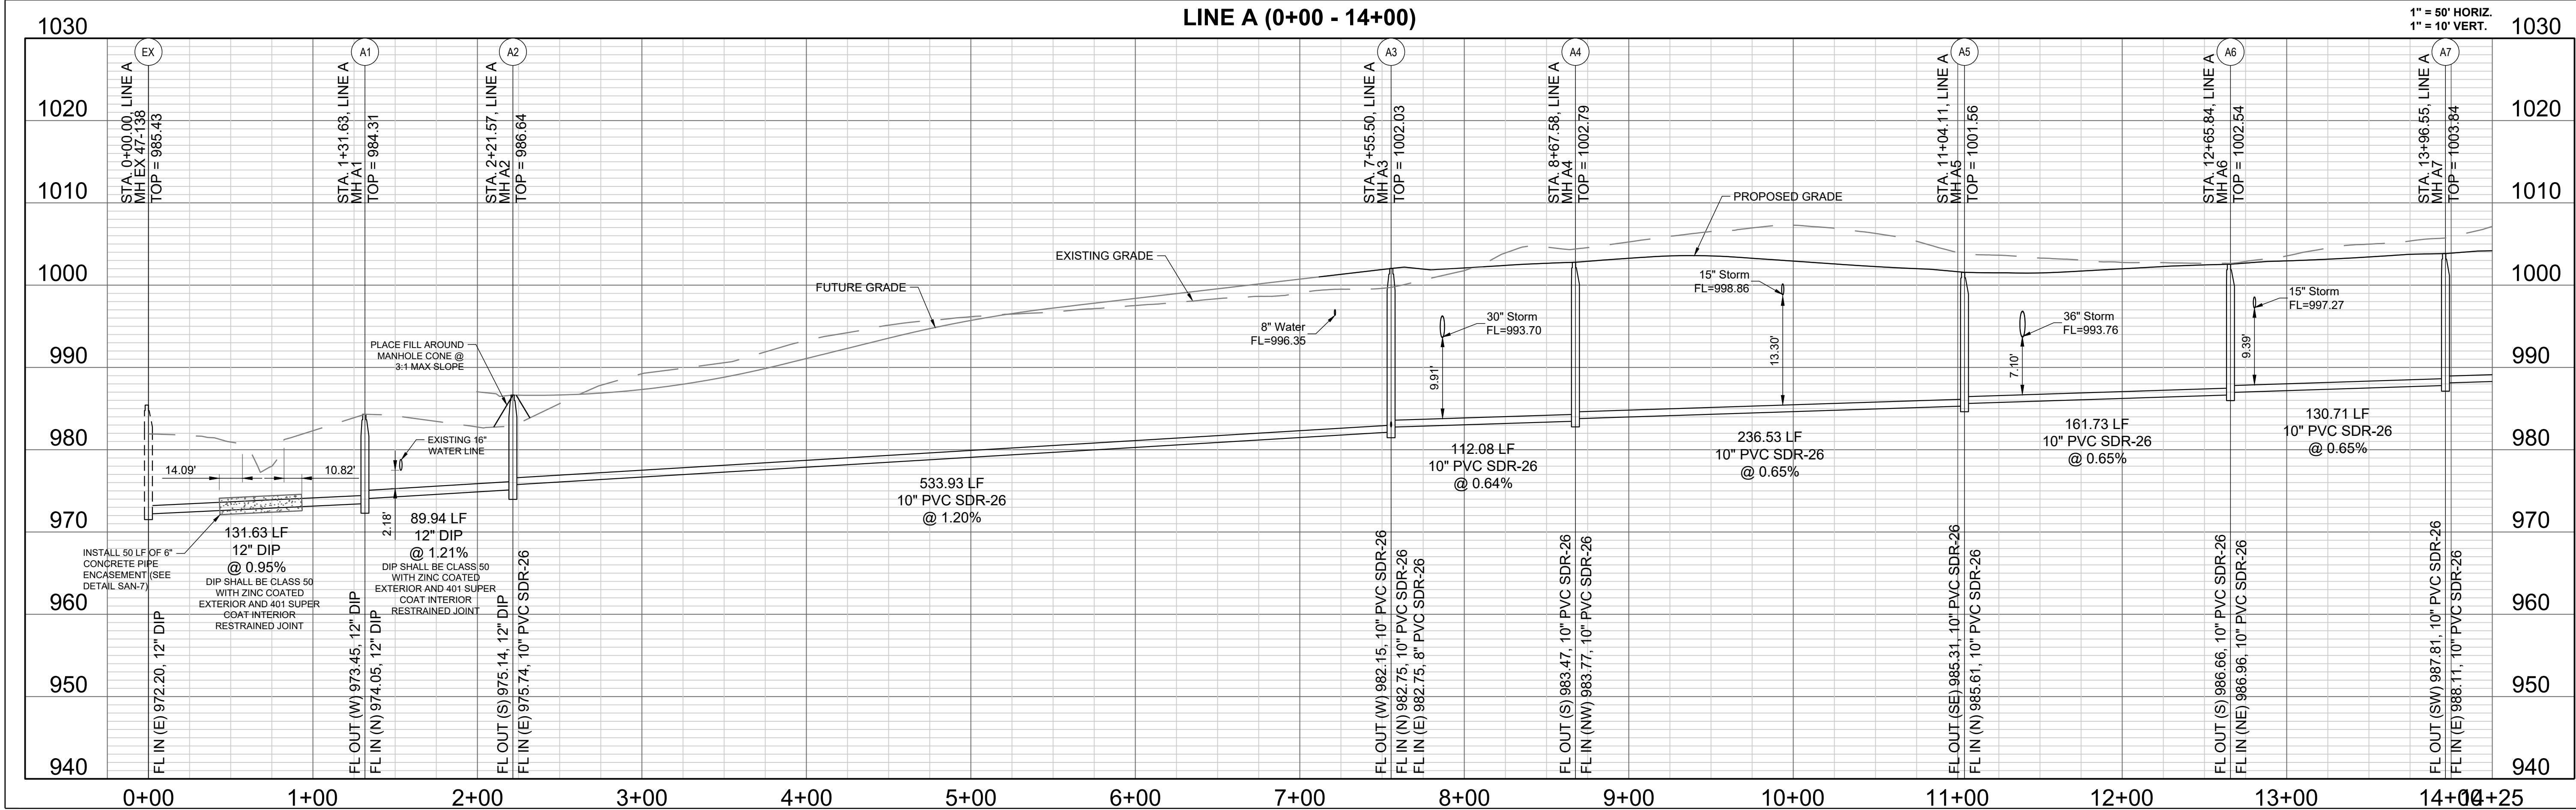 LINE A (0+00 - 14+00)
1" = 50' HORIZ.
1" = 10' VERT.
1030
1020
1010
1000
990
980
970
960
950
940
1030
1020
1010
1000
990
980
970
960
950
940
EX
STA. 0+00.00, LINE A
MH EX 47-138
TOP = 985.43
A1
STA. 1+31.63, LINE A
MH A1
TOP = 984.31
A2
STA. 2+21.57, LINE A
MH A2
TOP = 986.64
A3
STA. 7+55.50, LINE A
MH A3
TOP = 1002.03
A4
STA. 8+67.58, LINE A
MH A4
TOP = 1002.79
A5
STA. 11+04.11, LINE A
MH A5
TOP = 1001.56
A6
STA. 12+65.84, LINE A
MH A6
TOP = 1002.54
A7
STA. 13+96.55, LINE A
MH A7
TOP = 1003.84
PROPOSED GRADE
EXISTING GRADE
FUTURE GRADE
PLACE FILL AROUND
MANHOLE CONE @
3:1 MAX SLOPE
EXISTING 16"
WATER LINE
8" Water
FL=996.35
30" Storm
FL=993.70
9.91'
15" Storm
FL=998.86
13.30'
36" Storm
FL=993.76
7.10'
15" Storm
FL=997.27
9.39'
14.09'
10.82'
2.18'
INSTALL 50 LF OF 6"
CONCRETE PIPE
ENCASEMENT (SEE
DETAIL SAN-7)
131.63 LF
12" DIP
@ 0.95%
DIP SHALL BE CLASS 50
WITH ZINC COATED
EXTERIOR AND 401 SUPER
COAT INTERIOR
RESTRAINED JOINT
89.94 LF
12" DIP
@ 1.21%
DIP SHALL BE CLASS 50
WITH ZINC COATED
EXTERIOR AND 401 SUPER
COAT INTERIOR
RESTRAINED JOINT
533.93 LF
10" PVC SDR-26
@ 1.20%
112.08 LF
10" PVC SDR-26
@ 0.64%
236.53 LF
10" PVC SDR-26
@ 0.65%
161.73 LF
10" PVC SDR-26
@ 0.65%
130.71 LF
10" PVC SDR-26
@ 0.65%
FL IN (E) 972.20, 12" DIP
FL OUT (W) 973.45, 12" DIP
FL IN (N) 974.05, 12" DIP
FL OUT (S) 975.14, 12" DIP
FL IN (E) 975.74, 10" PVC SDR-26
FL OUT (W) 982.15, 10" PVC SDR-26
FL IN (N) 982.75, 10" PVC SDR-26
FL IN (E) 982.75, 8" PVC SDR-26
FL OUT (S) 983.47, 10" PVC SDR-26
FL IN (NW) 983.77, 10" PVC SDR-26
FL OUT (SE) 985.31, 10" PVC SDR-26
FL IN (N) 985.61, 10" PVC SDR-26
FL OUT (S) 986.66, 10" PVC SDR-26
FL IN (NE) 986.96, 10" PVC SDR-26
FL OUT (SW) 987.81, 10" PVC SDR-26
FL IN (E) 988.11, 10" PVC SDR-26
0+00
1+00
2+00
3+00
4+00
5+00
6+00
7+00
8+00
9+00
10+00
11+00
12+00
13+00
14+00
14+25